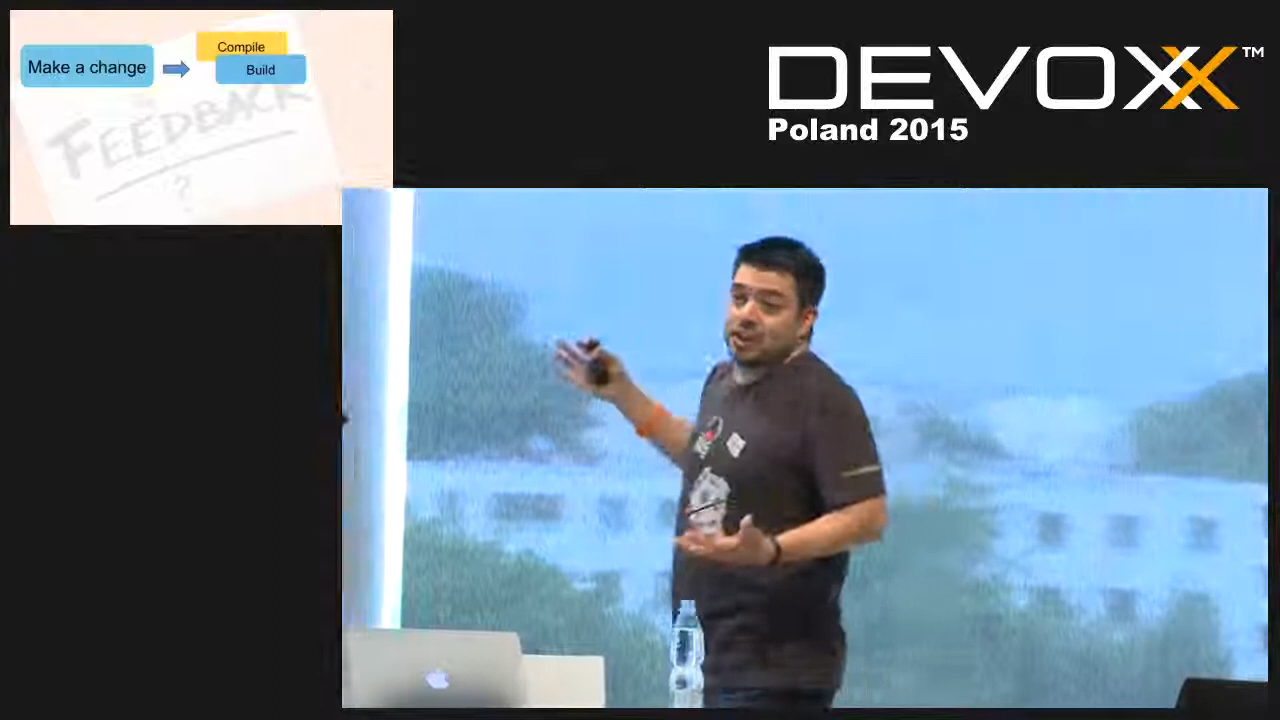 Make a change
Compile
Build
FEEDBACK
?
DEVOXX™
Poland 2015